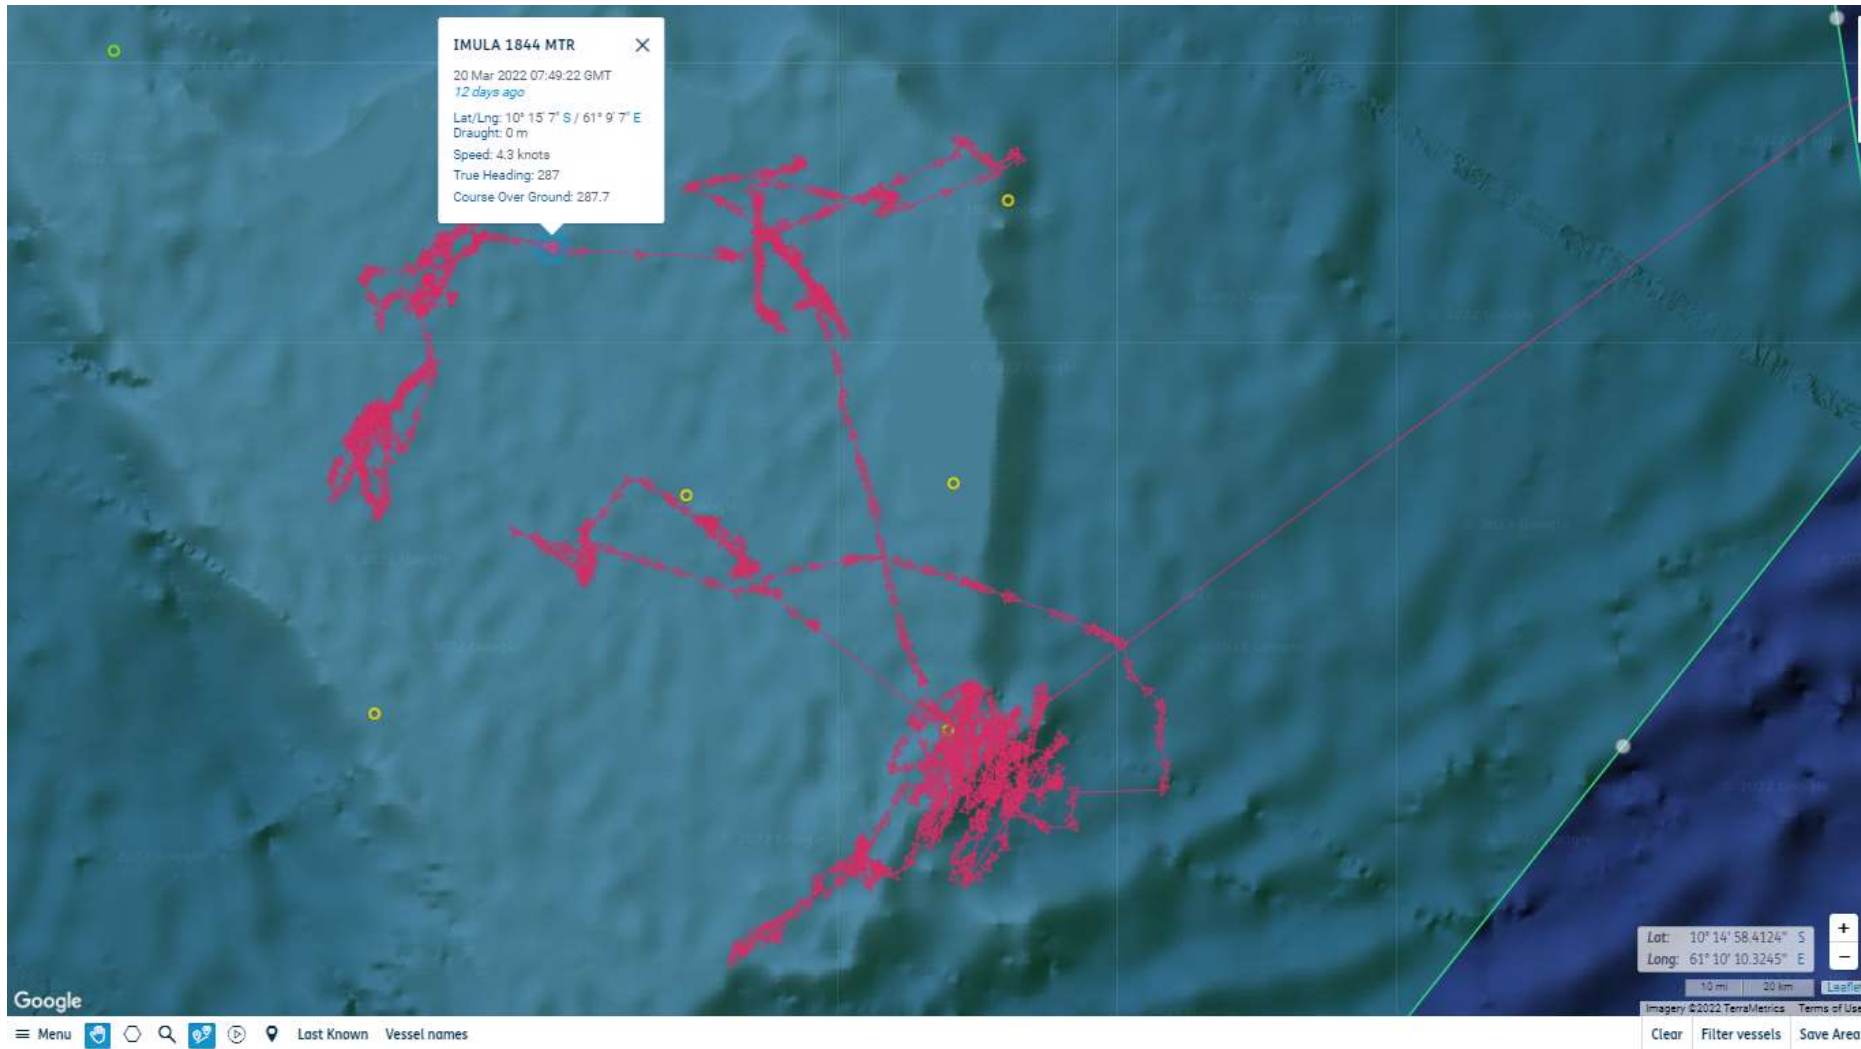 IMULA 1844 MTR
20 Mar 2022 07:49:22 GMT
12 days ago
Lat/Lng: 10° 15' 7" S / 61° 9' 7" E
Draught: 0 m
Speed: 4.3 knots
True Heading: 287
Course Over Ground: 287.7
Lat: 10° 14' 58.4124" S
Long: 61° 10' 10.3245" E
+
−
10 mi 20 km
Google
Imagery ©2022 TerraMetrics Terms of Use
Menu Last Known Vessel names Clear Filter vessels Save Area